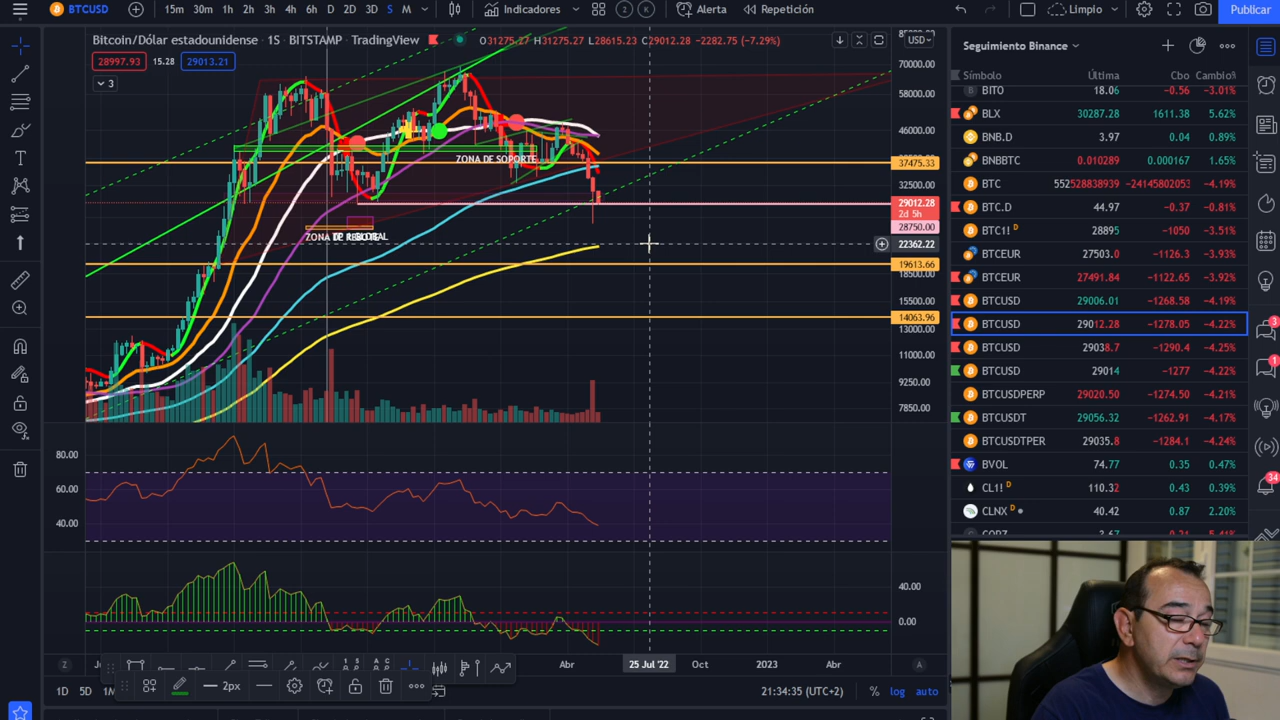 BTCUSD 15m 30m 1h 2h 3h 4h 6h D 2D 3D S M Indicadores 2 K Alerta Repetición Limpio Publicar
Bitcoin/Dólar estadounidense · 1S · BITSTAMP · TradingView O31275.27 H31275.27 L28615.23 C29012.28 -2282.75 (-7.29%) USD
28997.93 15.28 29013.21
3
70000.00
58000.00
46000.00
ZONA DE SOPORTE
37475.33
32500.00
29012.28
2d 5h
28750.00
22362.22
19613.66
18500.00
15500.00
14063.96
13000.00
11000.00
9250.00
7850.00
80.00
60.00
40.00
40.00
0.00
Z Abr 25 Jul '22 Oct 2023 Abr A
2px
1D 5D 21:34:35 (UTC+2) % log auto
Seguimiento Binance
Símbolo Última Cbo Cambio%
BITO 18.06 -0.56 -3.01%
BLX 30287.28 1611.38 5.62%
BNB.D 3.97 0.04 0.89%
BNBBTC 0.010289 0.000167 1.65%
BTC 552528838939 -24145802053 -4.19%
BTC.D 44.97 -0.37 -0.81%
BTC1! D 28895 -1050 -3.51%
BTCEUR 27503.0 -1126.3 -3.93%
BTCEUR 27491.84 -1122.65 -3.92%
BTCUSD 29006.01 -1268.58 -4.19%
BTCUSD 29012.28 -1278.05 -4.22%
BTCUSD 29038.7 -1290.4 -4.25%
BTCUSD 29014 -1277 -4.22%
BTCUSDPERP 29020.50 -1274.50 -4.21%
BTCUSDT 29056.32 -1262.91 -4.17%
BTCUSDTPER 29035.8 -1284.1 -4.24%
BVOL 74.77 0.35 0.47%
CL1! D 110.32 0.43 0.39%
CLNX D 40.42 0.87 2.20%
3
1
34